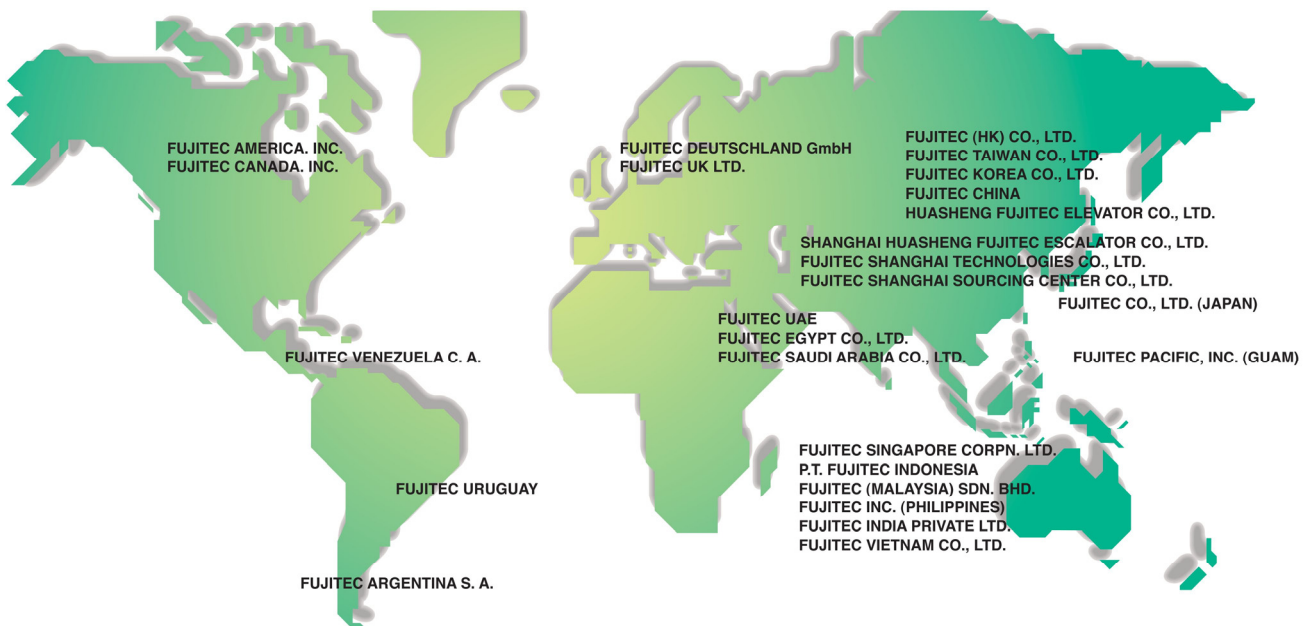 FUJITEC AMERICA. INC.
FUJITEC CANADA. INC.
FUJITEC DEUTSCHLAND GmbH
FUJITEC UK LTD.
FUJITEC (HK) CO., LTD.
FUJITEC TAIWAN CO., LTD.
FUJITEC KOREA CO., LTD.
FUJITEC CHINA
HUASHENG FUJITEC ELEVATOR CO., LTD.
SHANGHAI HUASHENG FUJITEC ESCALATOR CO., LTD.
FUJITEC SHANGHAI TECHNOLOGIES CO., LTD.
FUJITEC SHANGHAI SOURCING CENTER CO., LTD.
FUJITEC CO., LTD. (JAPAN)
FUJITEC UAE
FUJITEC EGYPT CO., LTD.
FUJITEC SAUDI ARABIA CO., LTD.
FUJITEC VENEZUELA C. A.
FUJITEC PACIFIC, INC. (GUAM)
FUJITEC SINGAPORE CORPN. LTD.
P.T. FUJITEC INDONESIA
FUJITEC (MALAYSIA) SDN. BHD.
FUJITEC INC. (PHILIPPINES)
FUJITEC INDIA PRIVATE LTD.
FUJITEC VIETNAM CO., LTD.
FUJITEC URUGUAY
FUJITEC ARGENTINA S. A.